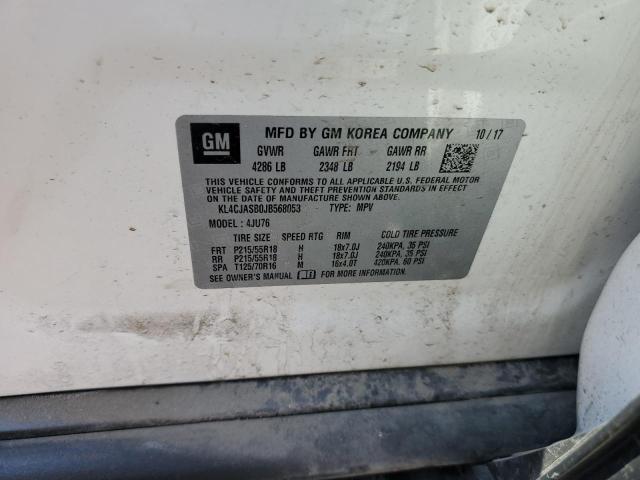 GM
MFD BY GM KOREA COMPANY 10/17
GVWR GAWR FRT GAWR RR
4286 LB 2348 LB 2194 LB
THIS VEHICLE CONFORMS TO ALL APPLICABLE U.S. FEDERAL MOTOR
VEHICLE SAFETY AND THEFT PREVENTION STANDARDS IN EFFECT ON
THE DATE OF MANUFACTURE SHOWN ABOVE.
KL4CJASB0JB568053 TYPE: MPV
MODEL: 4JU76
TIRE SIZE SPEED RTG RIM COLD TIRE PRESSURE
FRT P215/55R18 H 18x7.0J 240KPA, 35 PSI
RR P215/55R18 H 18x7.0J 240KPA, 35 PSI
SPA T125/70R16 M 16x4.0T 420KPA, 60 PSI
SEE OWNER'S MANUAL FOR MORE INFORMATION.